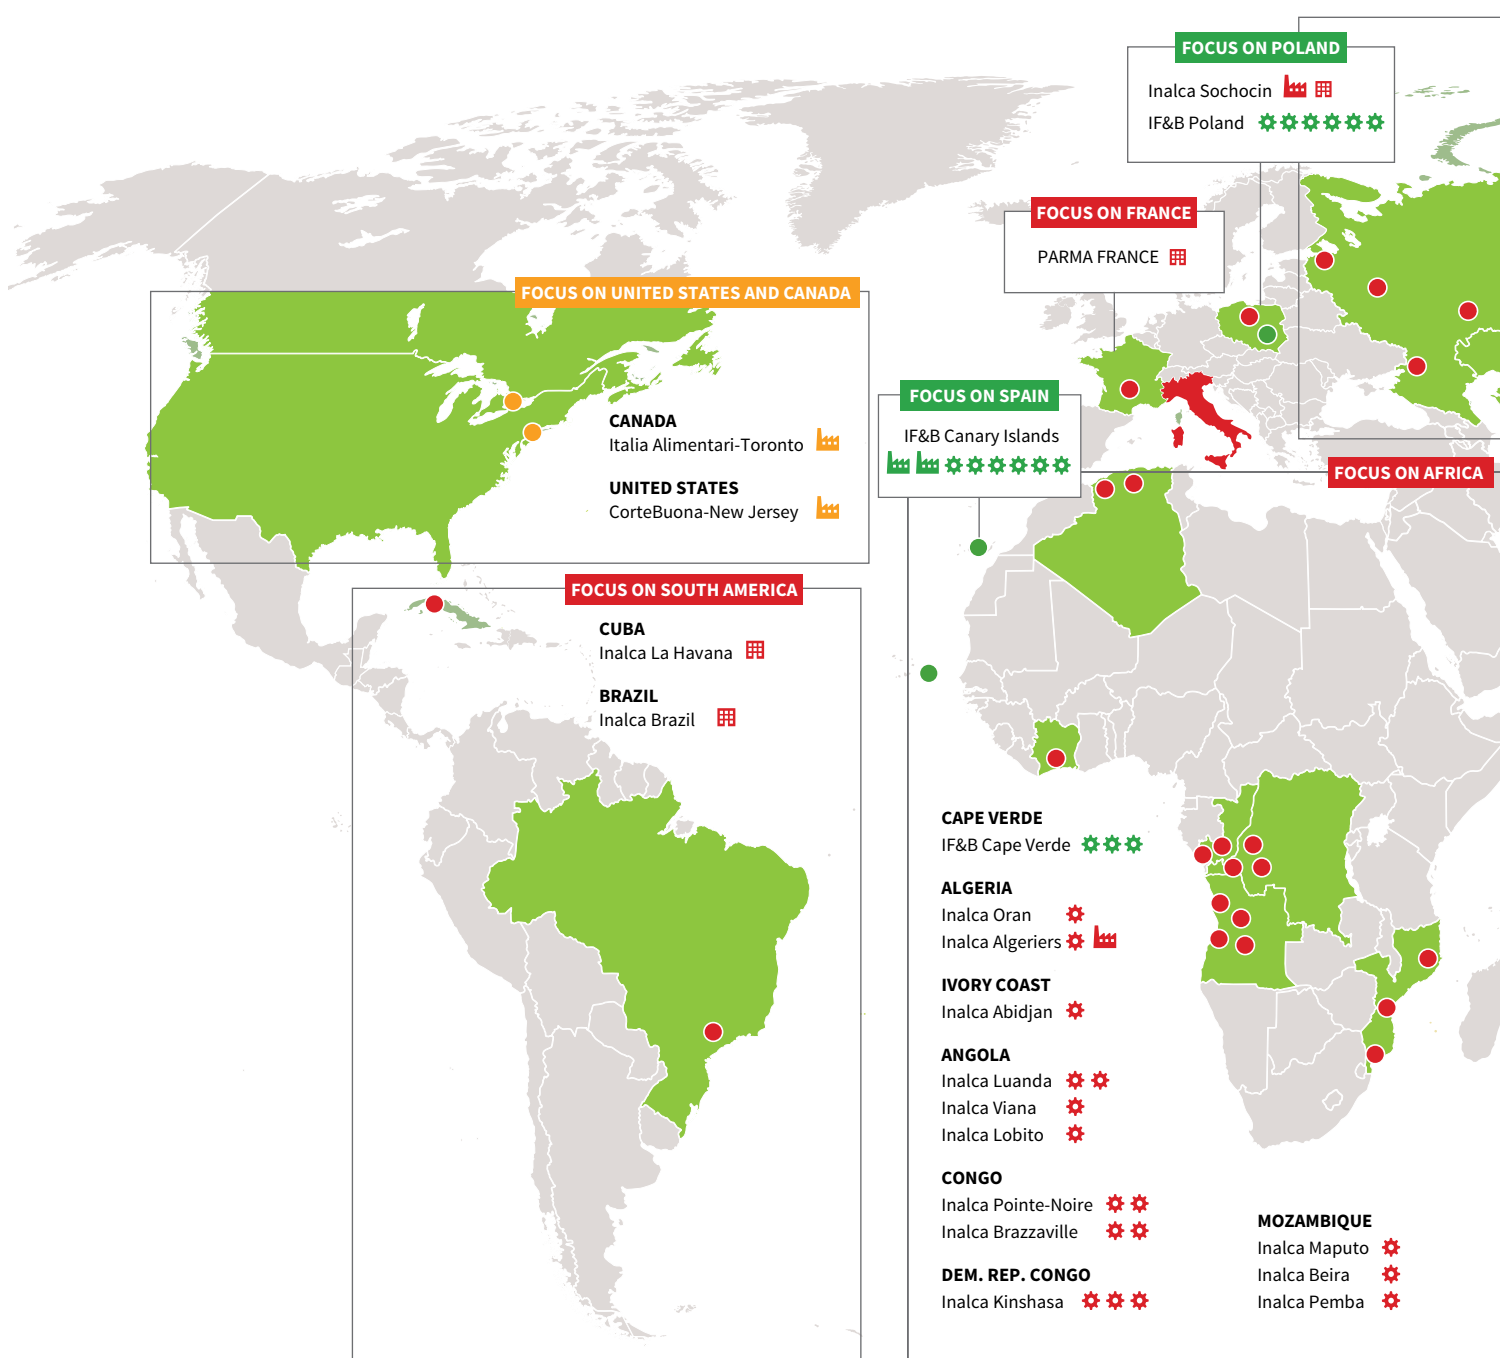 FOCUS ON POLAND
Inalca Sochocin
IF&B Poland
FOCUS ON FRANCE
PARMA FRANCE
FOCUS ON UNITED STATES AND CANADA
CANADA
Italia Alimentari-Toronto
UNITED STATES
CorteBuona-New Jersey
FOCUS ON SPAIN
IF&B Canary Islands
FOCUS ON SOUTH AMERICA
CUBA
Inalca La Havana
BRAZIL
Inalca Brazil
FOCUS ON AFRICA
CAPE VERDE
IF&B Cape Verde
ALGERIA
Inalca Oran
Inalca Algeriers
IVORY COAST
Inalca Abidjan
ANGOLA
Inalca Luanda
Inalca Viana
Inalca Lobito
CONGO
Inalca Pointe-Noire
Inalca Brazzaville
DEM. REP. CONGO
Inalca Kinshasa
MOZAMBIQUE
Inalca Maputo
Inalca Beira
Inalca Pemba